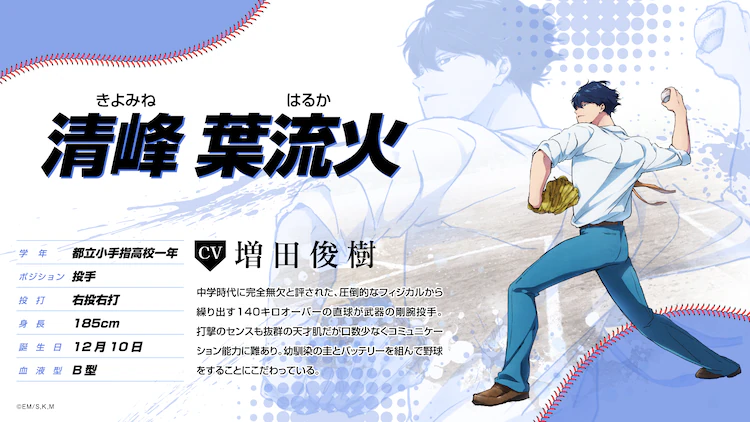 きよみね はるか
清峰 葉流火
学年 都立小手指高校一年
ポジション 投手
投打 右投右打
身長 185cm
誕生日 12月10日
血液型 B型
CV 増田俊樹
中学時代に完全無欠と評された、圧倒的なフィジカルから
繰り出す140キロオーバーの直球が武器の剛腕投手。
打撃のセンスも抜群の天才肌だが口数少なくコミュニケー
ション能力に難あり。幼馴染の圭とバッテリーを組んで野球
をすることにこだわっている。
©EM/S,K,M